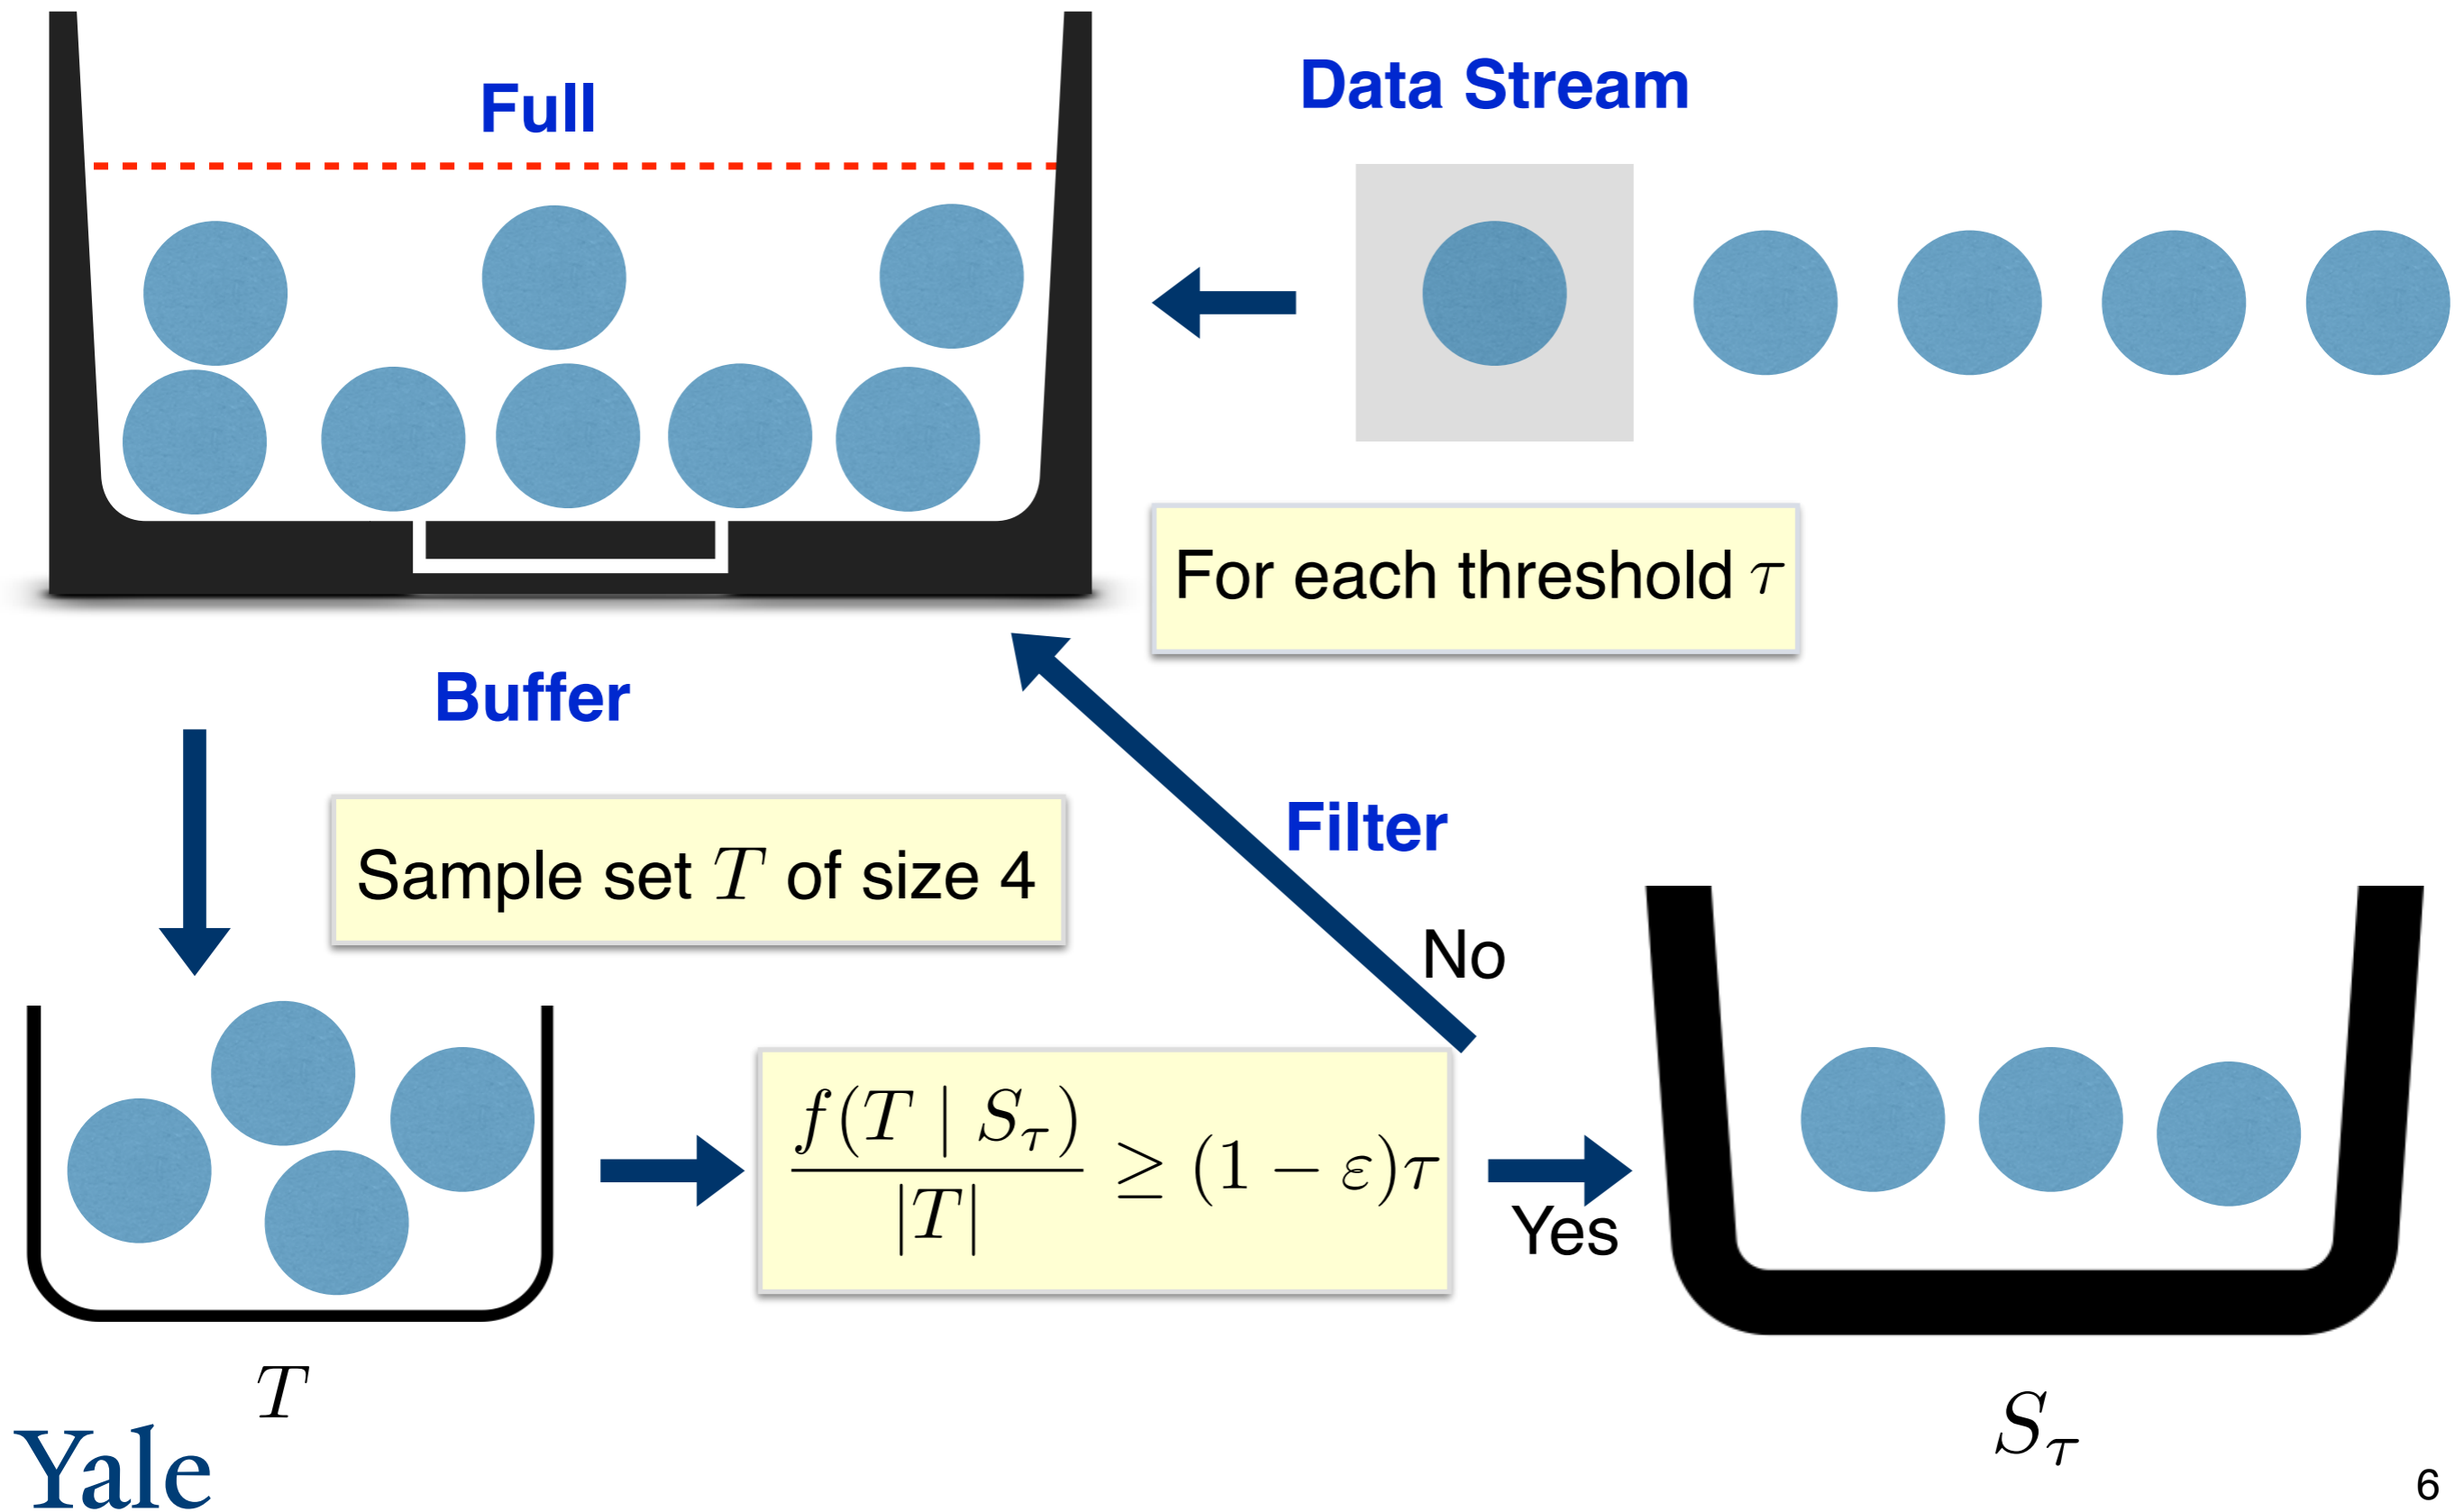 Full
Data Stream
For each threshold τ
Buffer
Sample set T of size 4
Filter
No
f(T | S_τ) / |T| ≥ (1 − ε)τ
Yes
T
S_τ
Yale
6